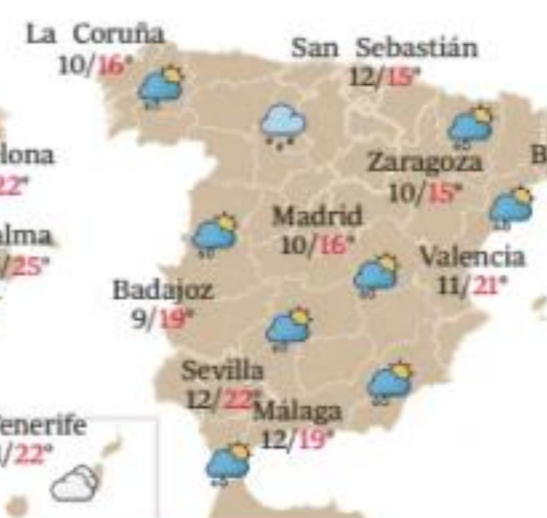 La Coruña
10/16°
San Sebastián
12/15°
Zaragoza
10/15°
B
lona
22°
Madrid
10/16°
alma
/25°
Valencia
11/21°
Badajoz
9/19°
Sevilla
12/22°
Málaga
12/19°
enerife
/22°